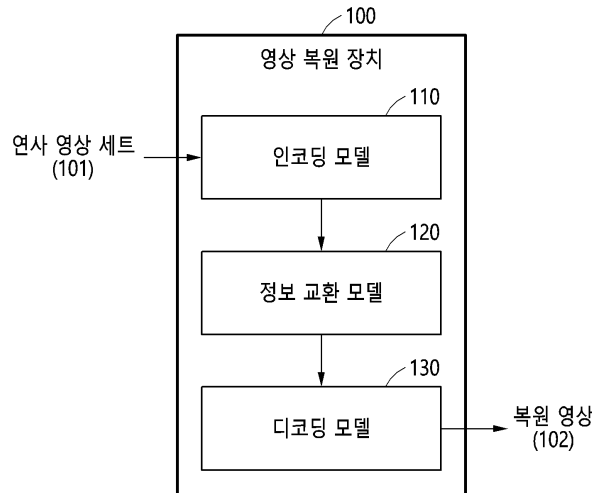 100
영상 복원 장치
110
연사 영상 세트
(101)
인코딩 모델
120
정보 교환 모델
130
디코딩 모델
복원 영상
(102)